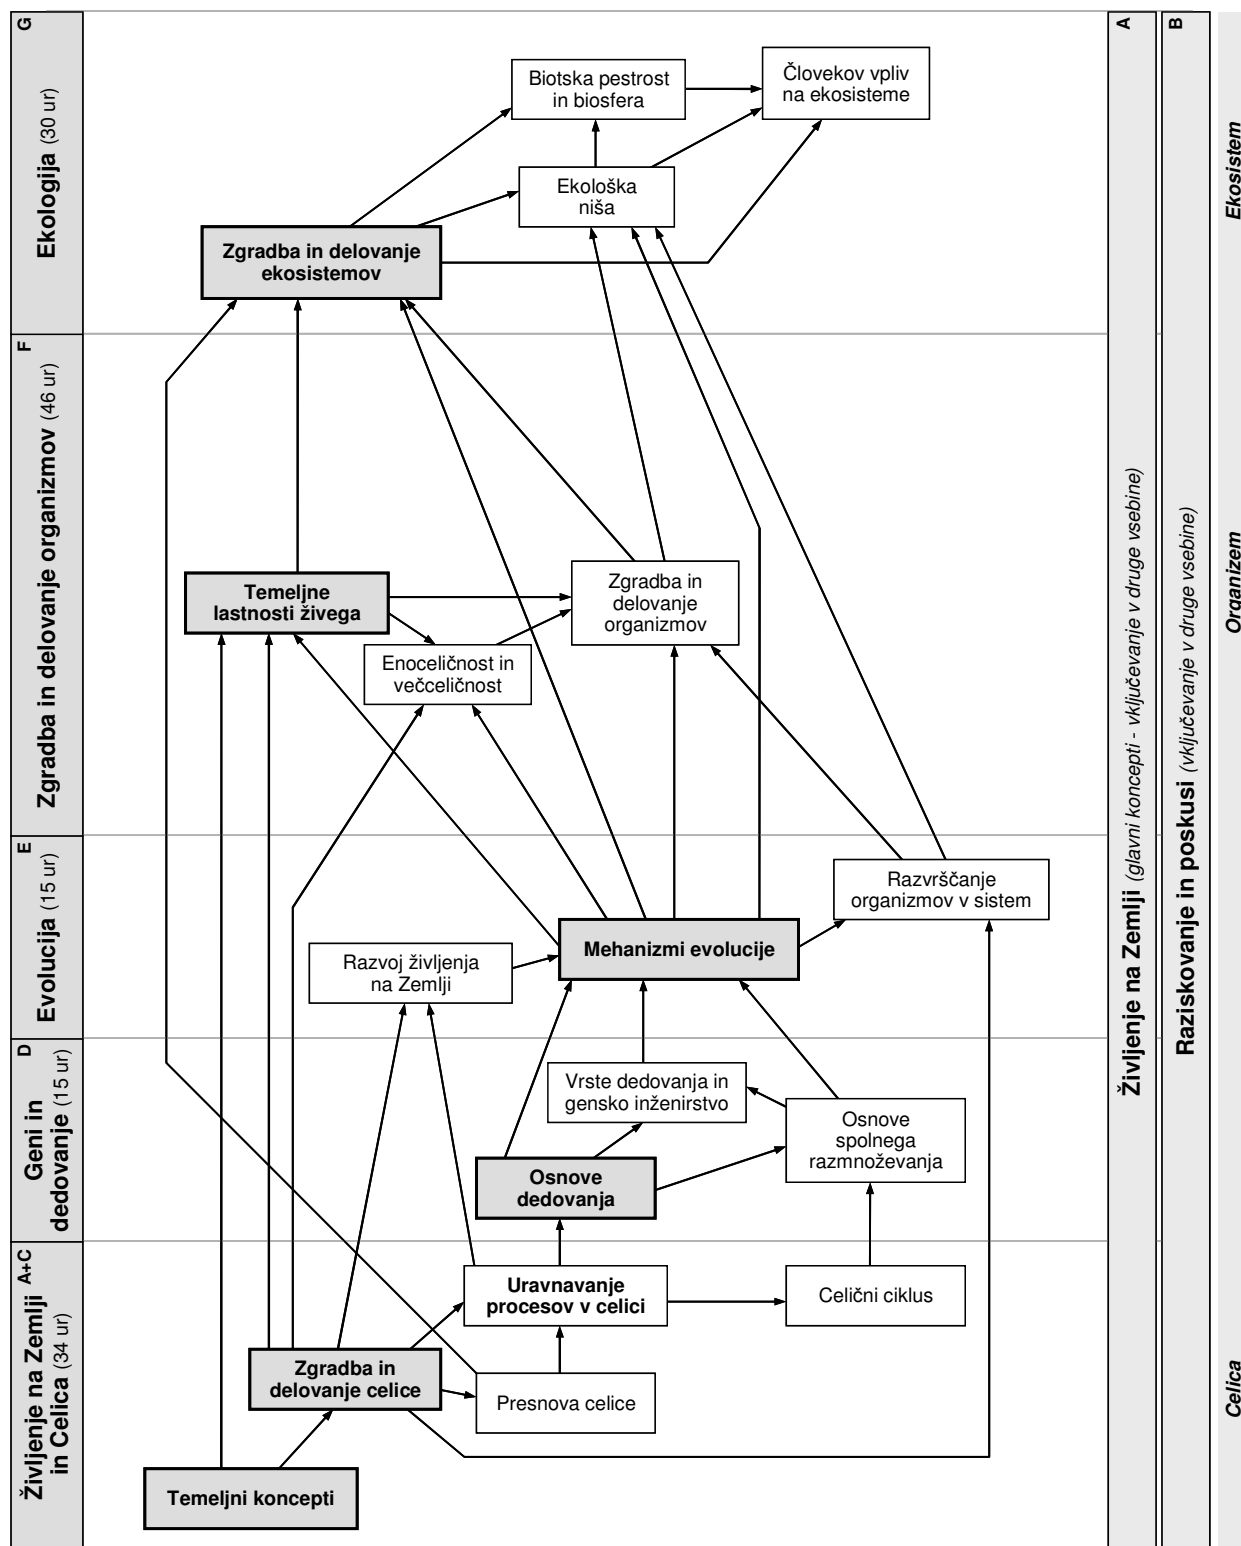 G
Ekologija (30 ur)
F
Zgradba in delovanje organizmov (46 ur)
E
Evolucija (15 ur)
D
Geni in
dedovanje (15 ur)
A+C
Življenje na Zemlji
in Celica (34 ur)
Biotska pestrost
in biosfera
Človekov vpliv
na ekosisteme
Ekološka
niša
Zgradba in delovanje
ekosistemov
Temeljne
lastnosti živega
Zgradba in
delovanje
organizmov
Enoceličnost in
večceličnost
Razvrščanje
organizmov v sistem
Mehanizmi evolucije
Razvoj življenja
na Zemlji
Vrste dedovanja in
gensko inženirstvo
Osnove
spolnega
razmnoževanja
Osnove
dedovanja
Uravnavanje
procesov v celici
Celični ciklus
Zgradba in
delovanje celice
Presnova celice
Temeljni koncepti
A
Življenje na Zemlji (glavni koncepti - vključevanje v druge vsebine)
B
Raziskovanje in poskusi (vključevanje v druge vsebine)
Ekosistem
Organizem
Celica